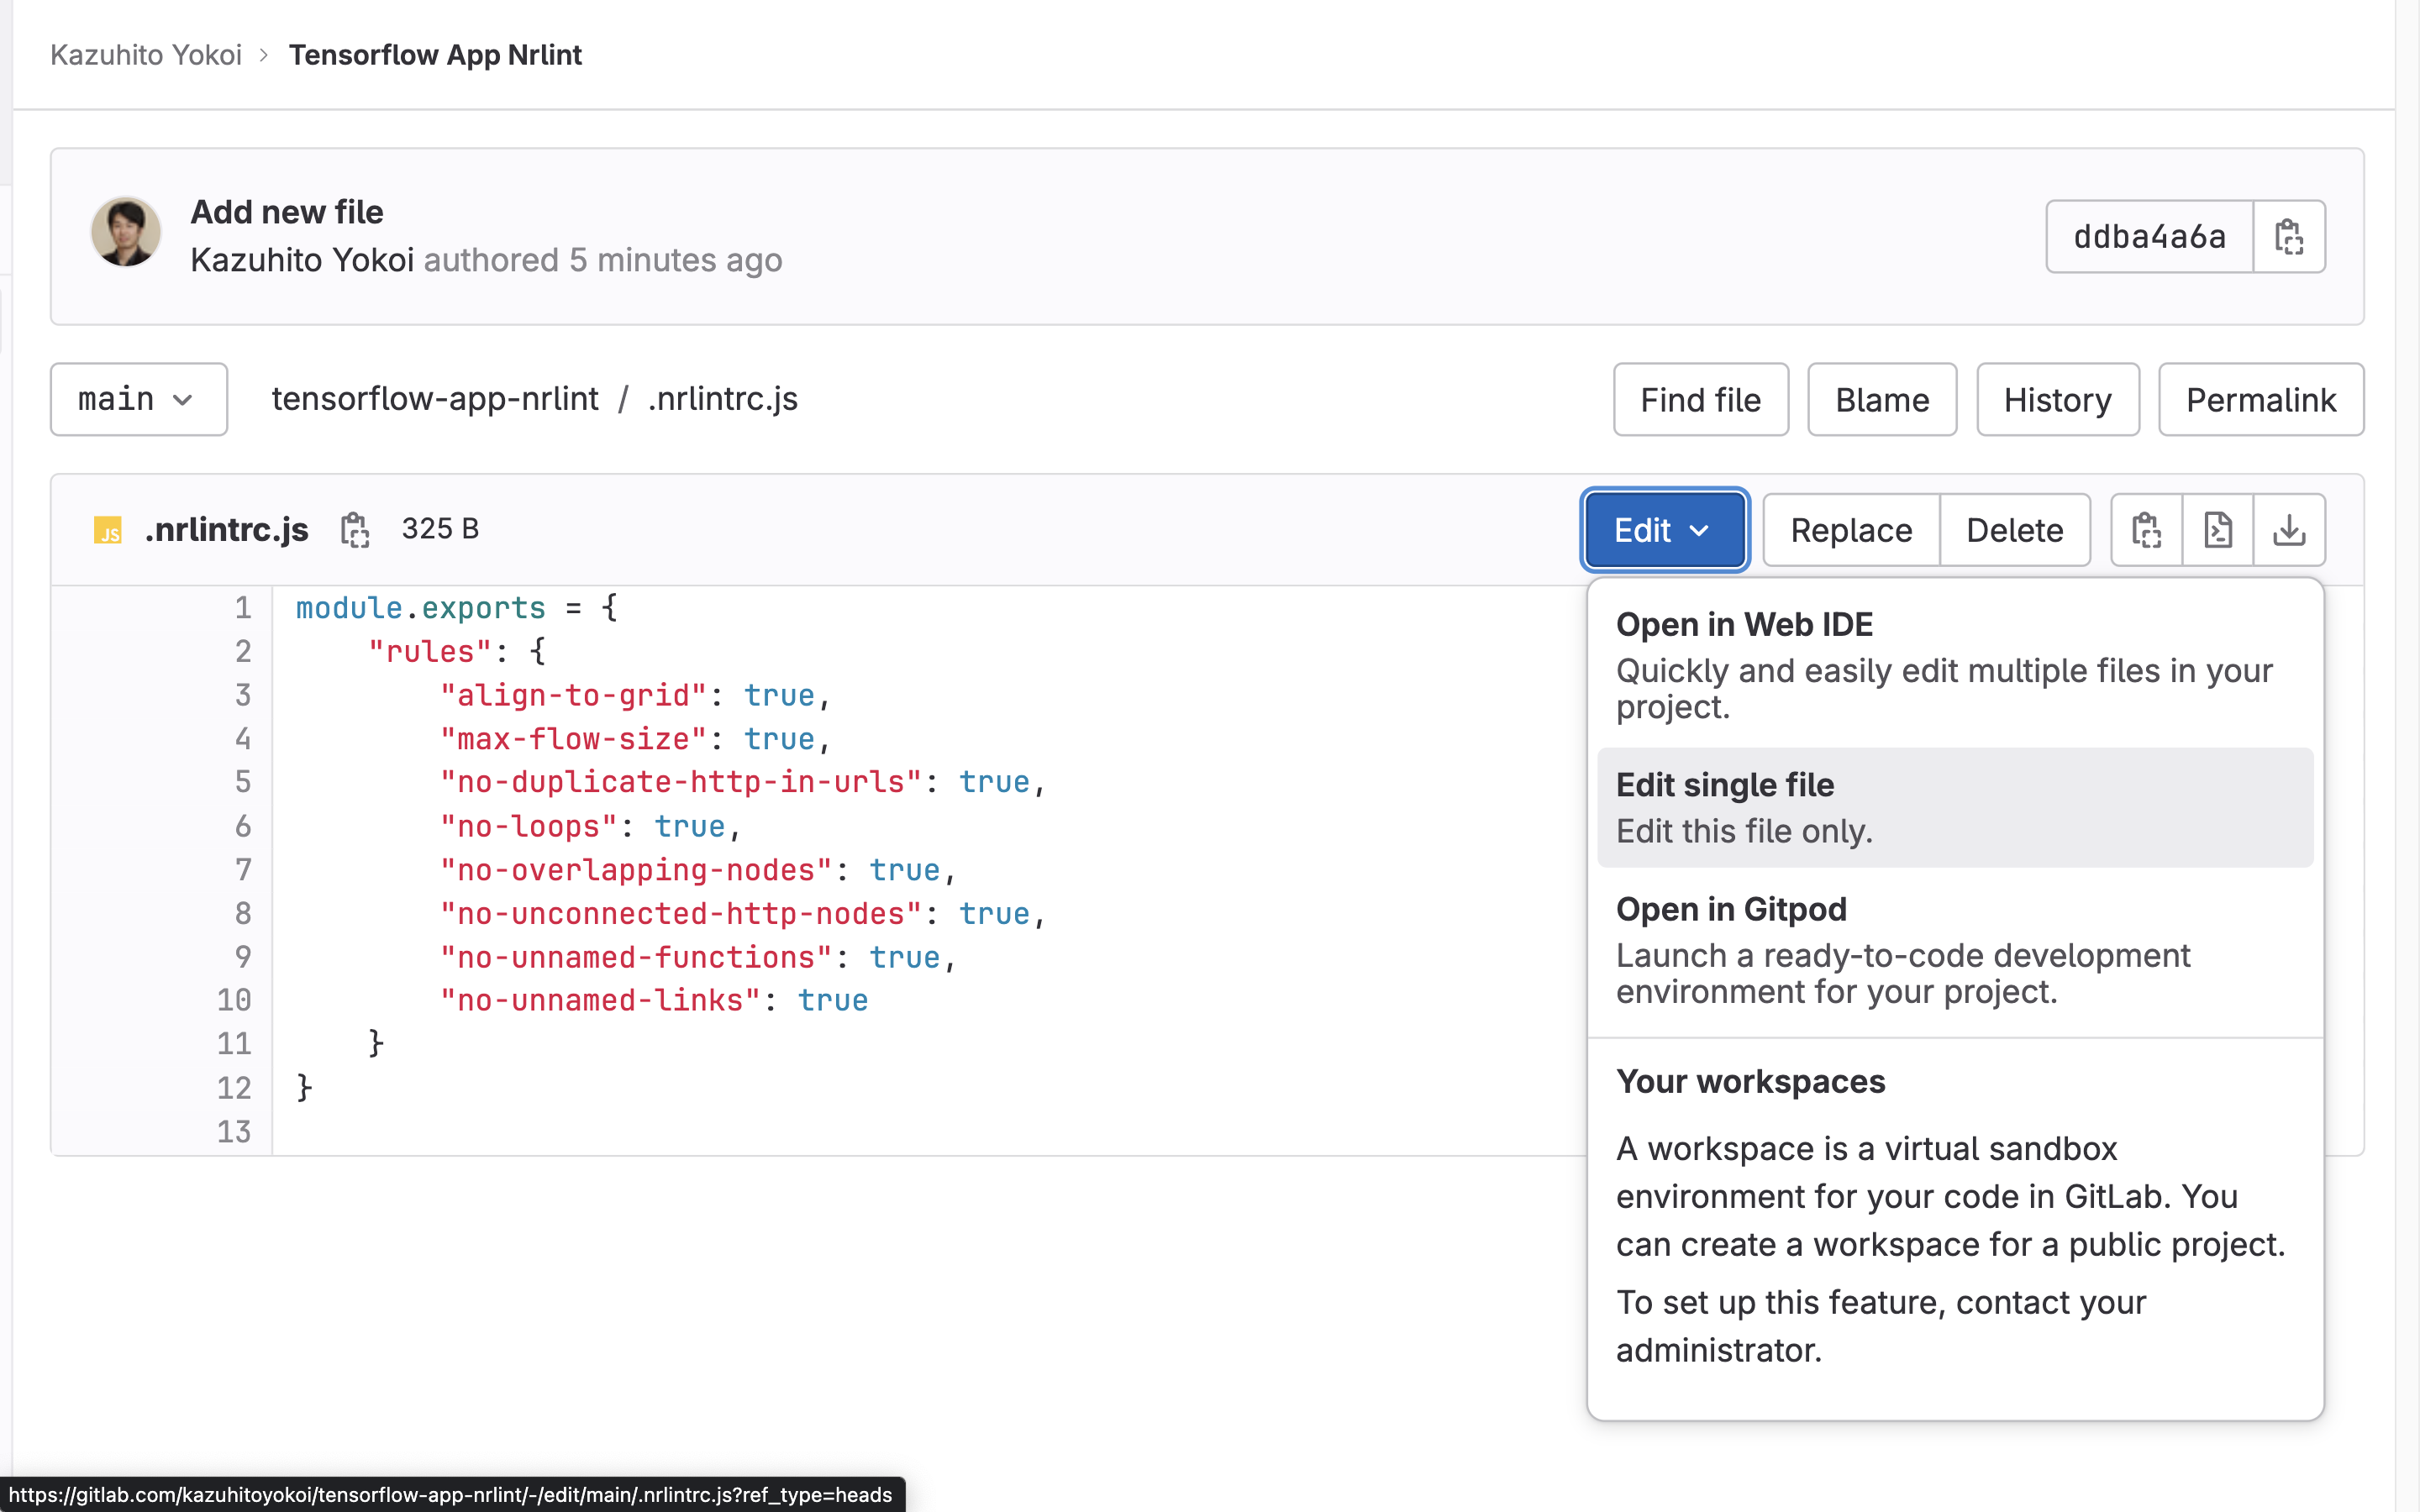 Kazuhito Yokoi > Tensorflow App Nrlint
Add new file
Kazuhito Yokoi authored 5 minutes ago
ddba4a6a
main
tensorflow-app-nrlint / .nrlintrc.js
Find file
Blame
History
Permalink
JS
.nrlintrc.js
325 B
Edit
Replace
Delete
1 module.exports = {
2     "rules": {
3         "align-to-grid": true,
4         "max-flow-size": true,
5         "no-duplicate-http-in-urls": true,
6         "no-loops": true,
7         "no-overlapping-nodes": true,
8         "no-unconnected-http-nodes": true,
9         "no-unnamed-functions": true,
10         "no-unnamed-links": true
11     }
12 }
13
Open in Web IDE
Quickly and easily edit multiple files in your
project.
Edit single file
Edit this file only.
Open in Gitpod
Launch a ready-to-code development
environment for your project.
Your workspaces
A workspace is a virtual sandbox
environment for your code in GitLab. You
can create a workspace for a public project.
To set up this feature, contact your
administrator.
https://gitlab.com/kazuhitoyokoi/tensorflow-app-nrlint/-/edit/main/.nrlintrc.js?ref_type=heads